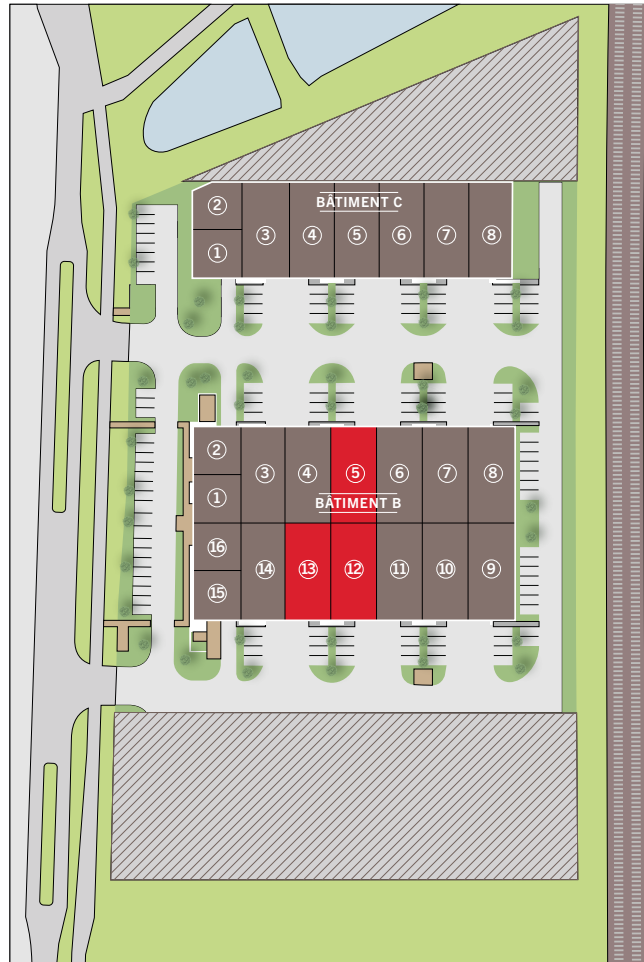 BÂTIMENT C
②
①
③ ④ ⑤ ⑥ ⑦ ⑧
②
①
③ ④ ⑤ ⑥ ⑦ ⑧
BÂTIMENT B
⑯
⑮
⑭ ⑬ ⑫ ⑪ ⑩ ⑨